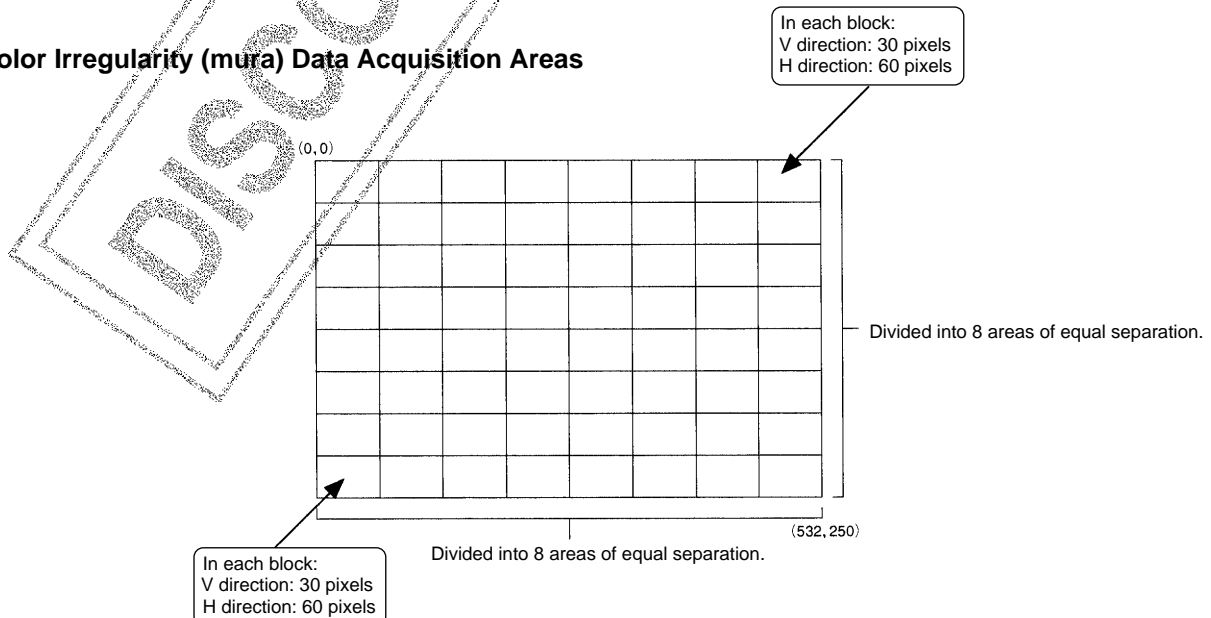 olor Irregularity (mura) Data Acquisition Areas
In each block:
V direction: 30 pixels
H direction: 60 pixels
(0,0)
Divided into 8 areas of equal separation.
(532,250)
Divided into 8 areas of equal separation.
In each block:
V direction: 30 pixels
H direction: 60 pixels
DISCO